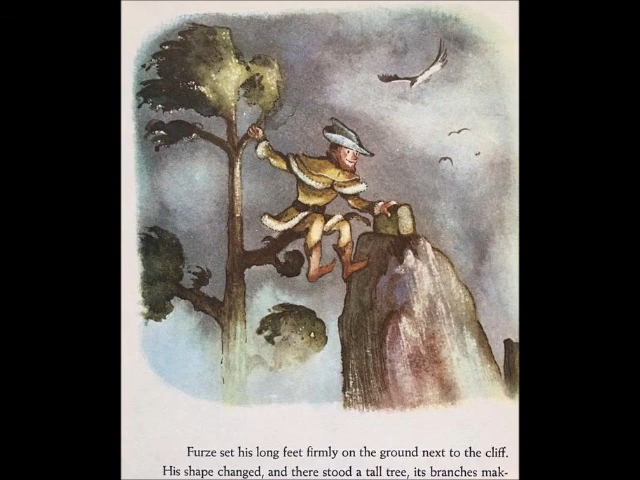 Furze set his long feet firmly on the ground next to the cliff.
His shape changed, and there stood a tall tree, its branches mak-